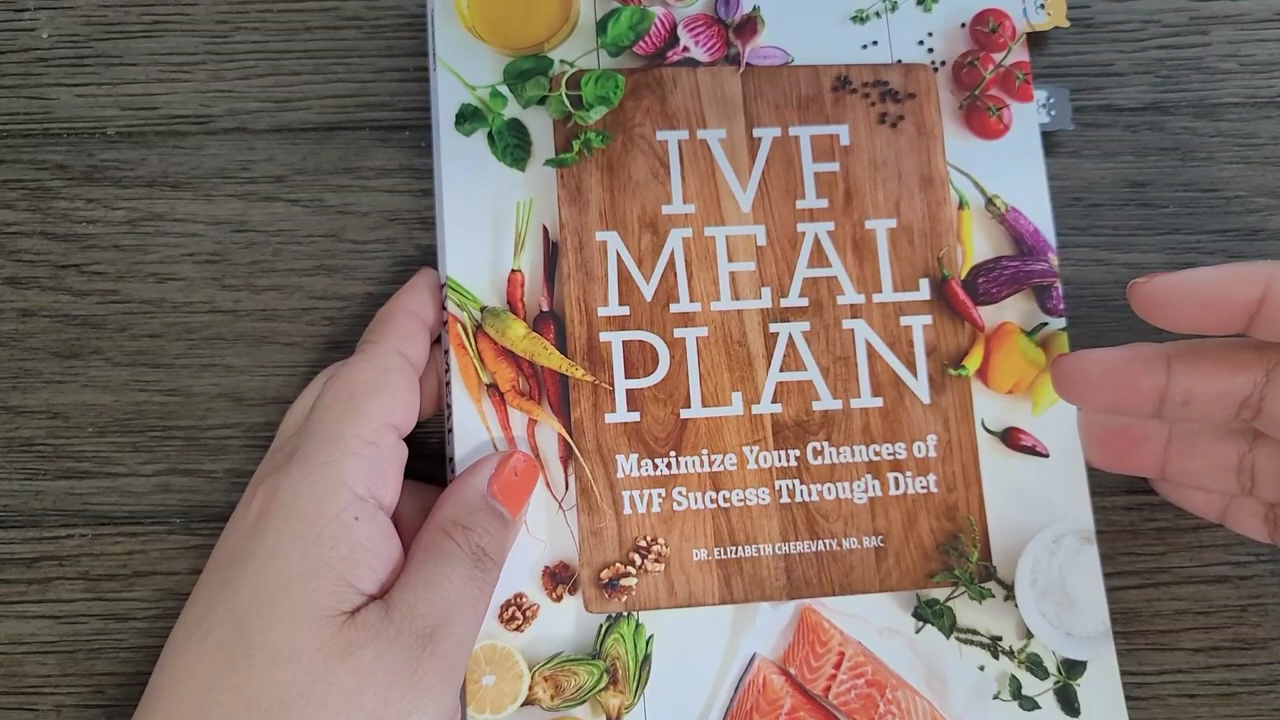 IVF
MEAL
PLAN
Maximize Your Chances of
IVF Success Through Diet
DR. ELIZABETH CHEREVATY, ND, RAC